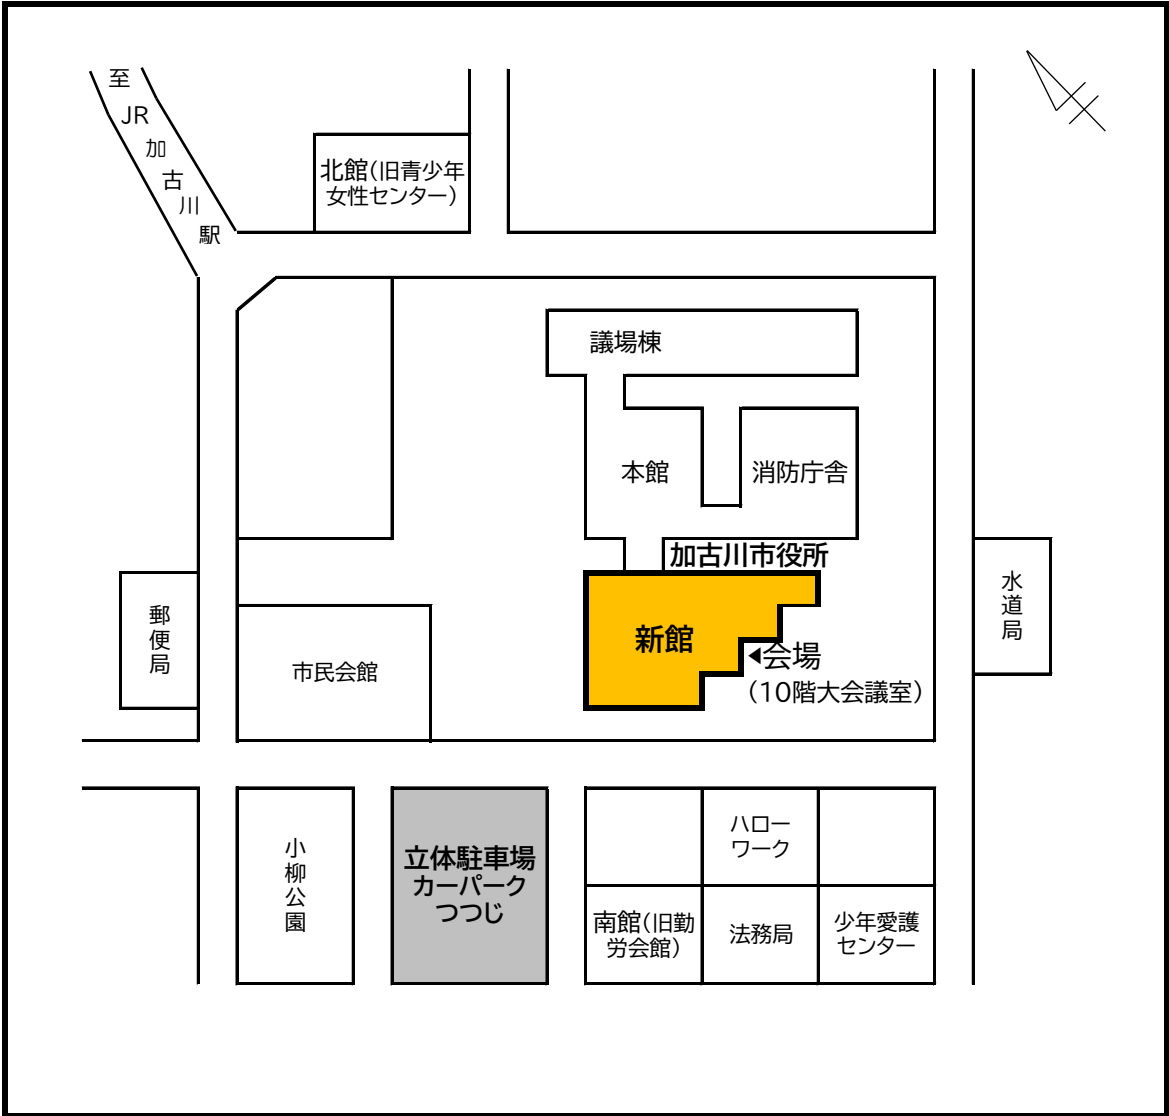 至JR加古川駅
北館(旧青少年
女性センター)
議場棟
本館
消防庁舎
加古川市役所
新館
◀会場
(10階大会議室)
水道局
郵便局
市民会館
小柳公園
立体駐車場
カーパーク
つつじ
ハロー
ワーク
南館(旧勤
労会館)
法務局
少年愛護
センター